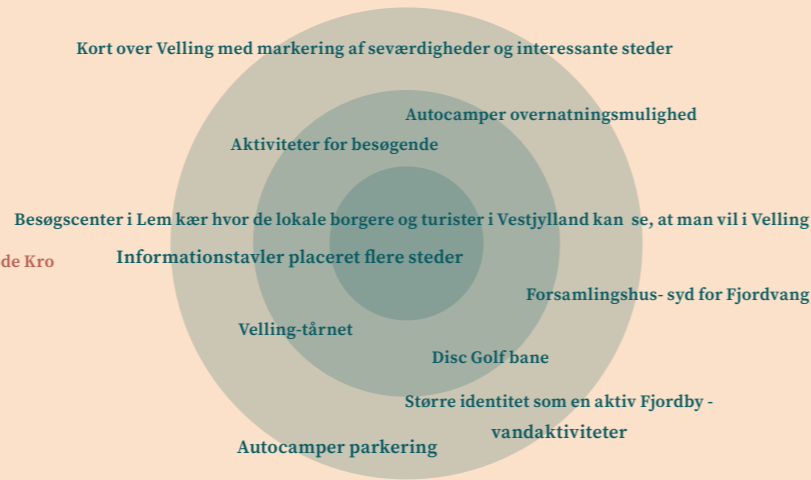 Kort over Velling med markering af seværdigheder og interessante steder
Autocamper overnatningsmulighed
Aktiviteter for besøgende
Besøgscenter i Lem kær hvor de lokale borgere og turister i Vestjylland kan se, at man vil i Velling
Informationstavler placeret flere steder
de Kro
Forsamlingshus- syd for Fjordvang
Velling-tårnet
Disc Golf bane
Større identitet som en aktiv Fjordby -
vandaktiviteter
Autocamper parkering